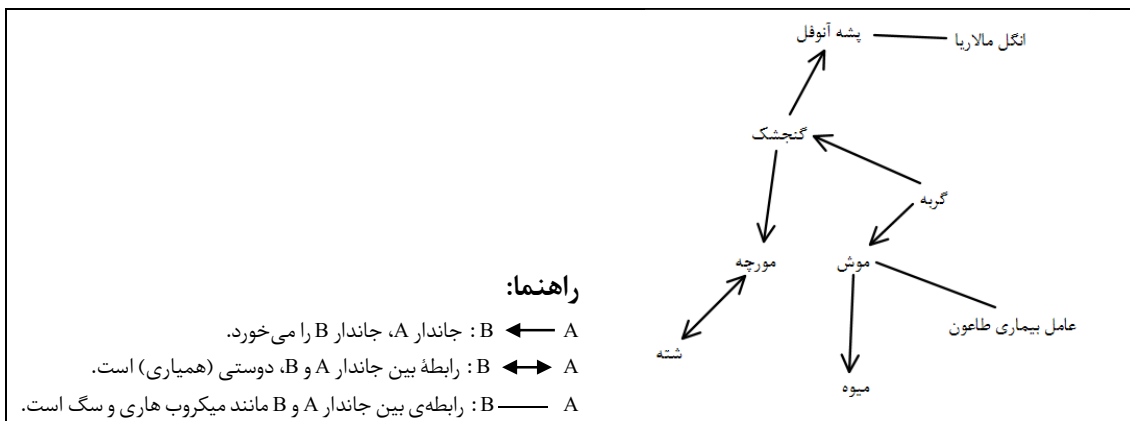 انگل مالاریا
پشه آنوفل
گنجشک
گربه
مورچه
موش
عامل بیماری طاعون
شته
میوه
راهنما:
A ⟵ B : جاندار A، جاندار B را می‌خورد.
A ⟷ B : رابطهٔ بین جاندار A و B، دوستی (همیاری) است.
A —— B : رابطه‌ی بین جاندار A و B مانند میکروب هاری و سگ است.